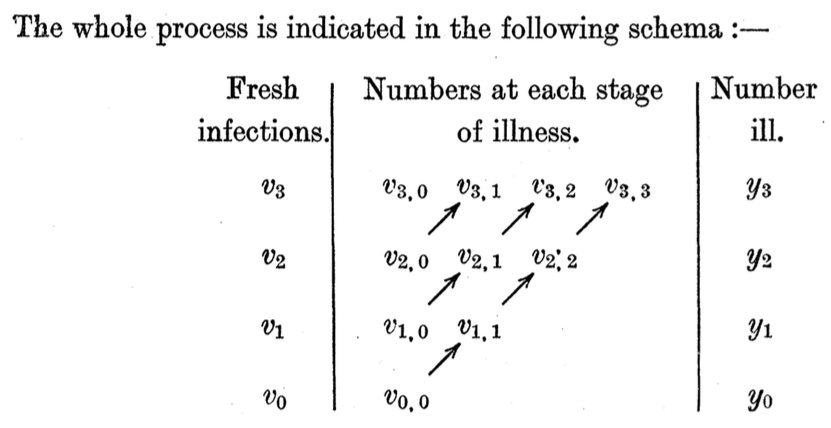 The whole process is indicated in the following schema :—
Fresh Numbers at each stage Number
infections. of illness. ill.
v3 v3, 0 v3, 1 v3, 2 v3, 3 y3
v2 v2, 0 v2, 1 v2, 2 y2
v1 v1, 0 v1, 1 y1
v0 v0, 0 y0